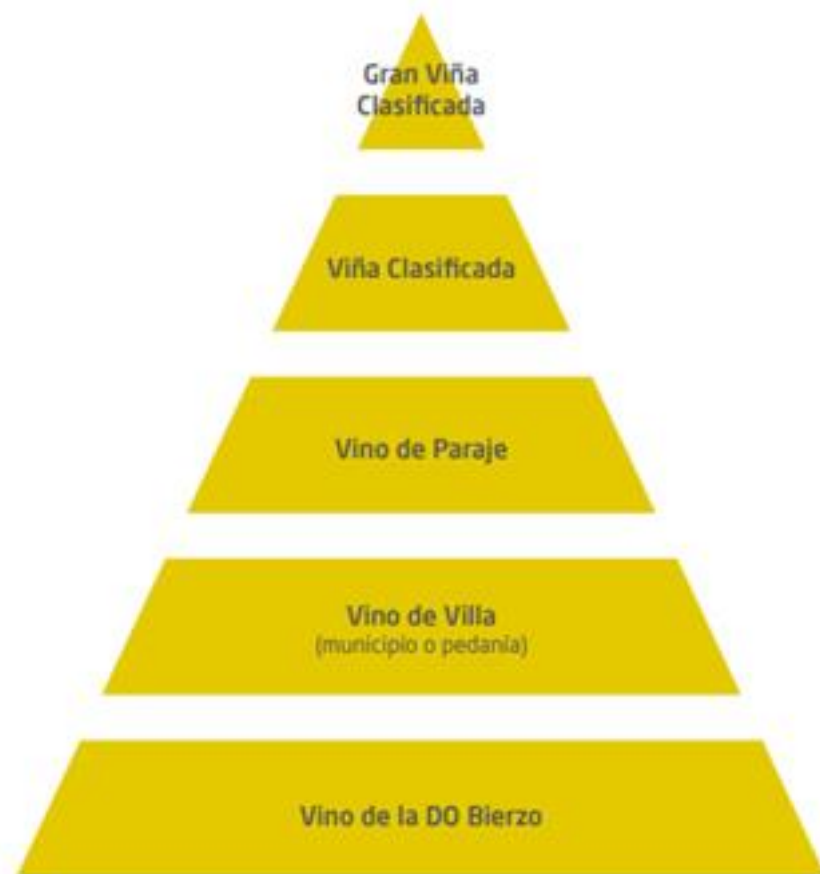 Gran Viña
Clasificada
Viña Clasificada
Vino de Paraje
Vino de Villa
(municipio o pedanía)
Vino de la DO Bierzo